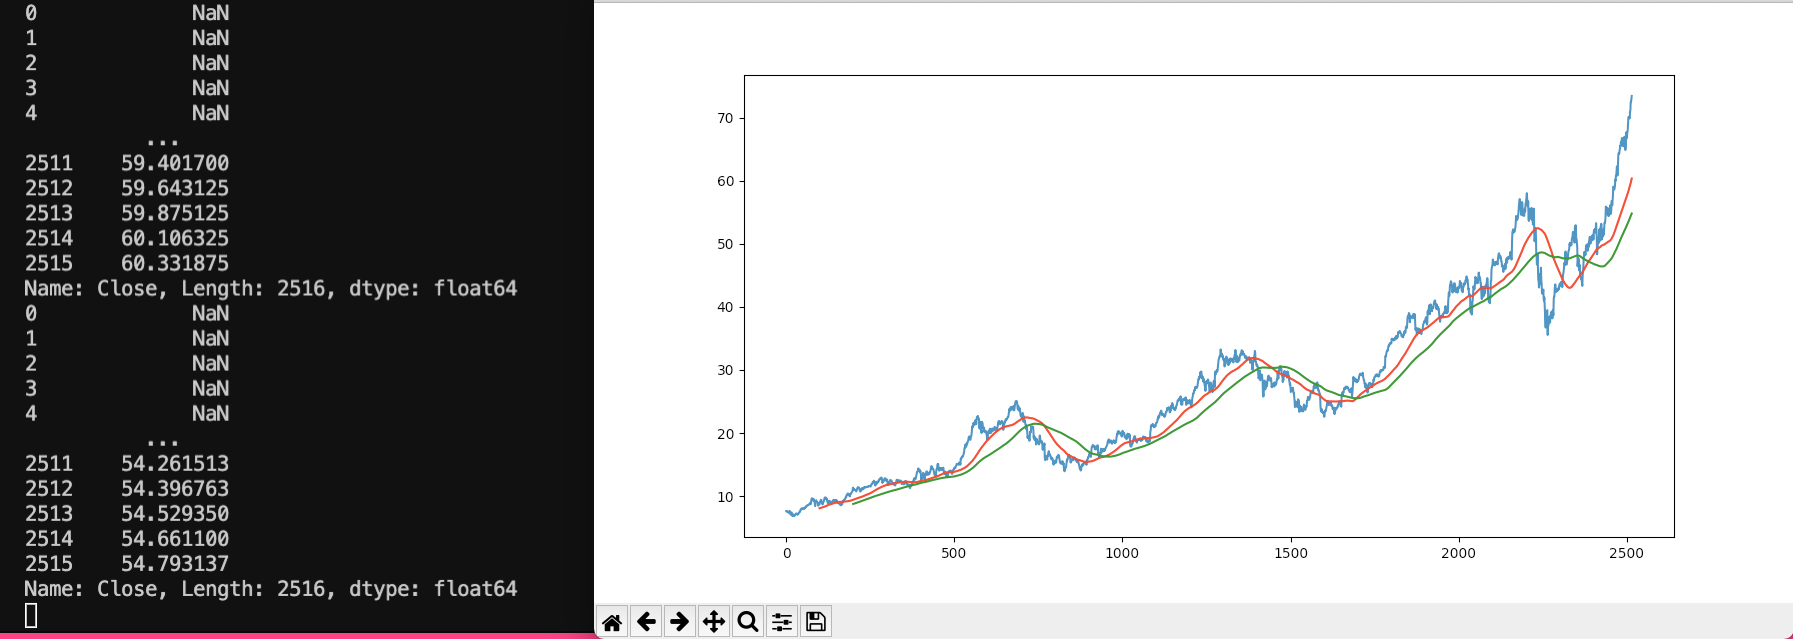 0 NaN
1 NaN
2 NaN
3 NaN
4 NaN
...
2511 59.401700
2512 59.643125
2513 59.875125
2514 60.106325
2515 60.331875
Name: Close, Length: 2516, dtype: float64
0 NaN
1 NaN
2 NaN
3 NaN
4 NaN
...
2511 54.261513
2512 54.396763
2513 54.529350
2514 54.661100
2515 54.793137
Name: Close, Length: 2516, dtype: float64
70
60
50
40
30
20
10
0 500 1000 1500 2000 2500